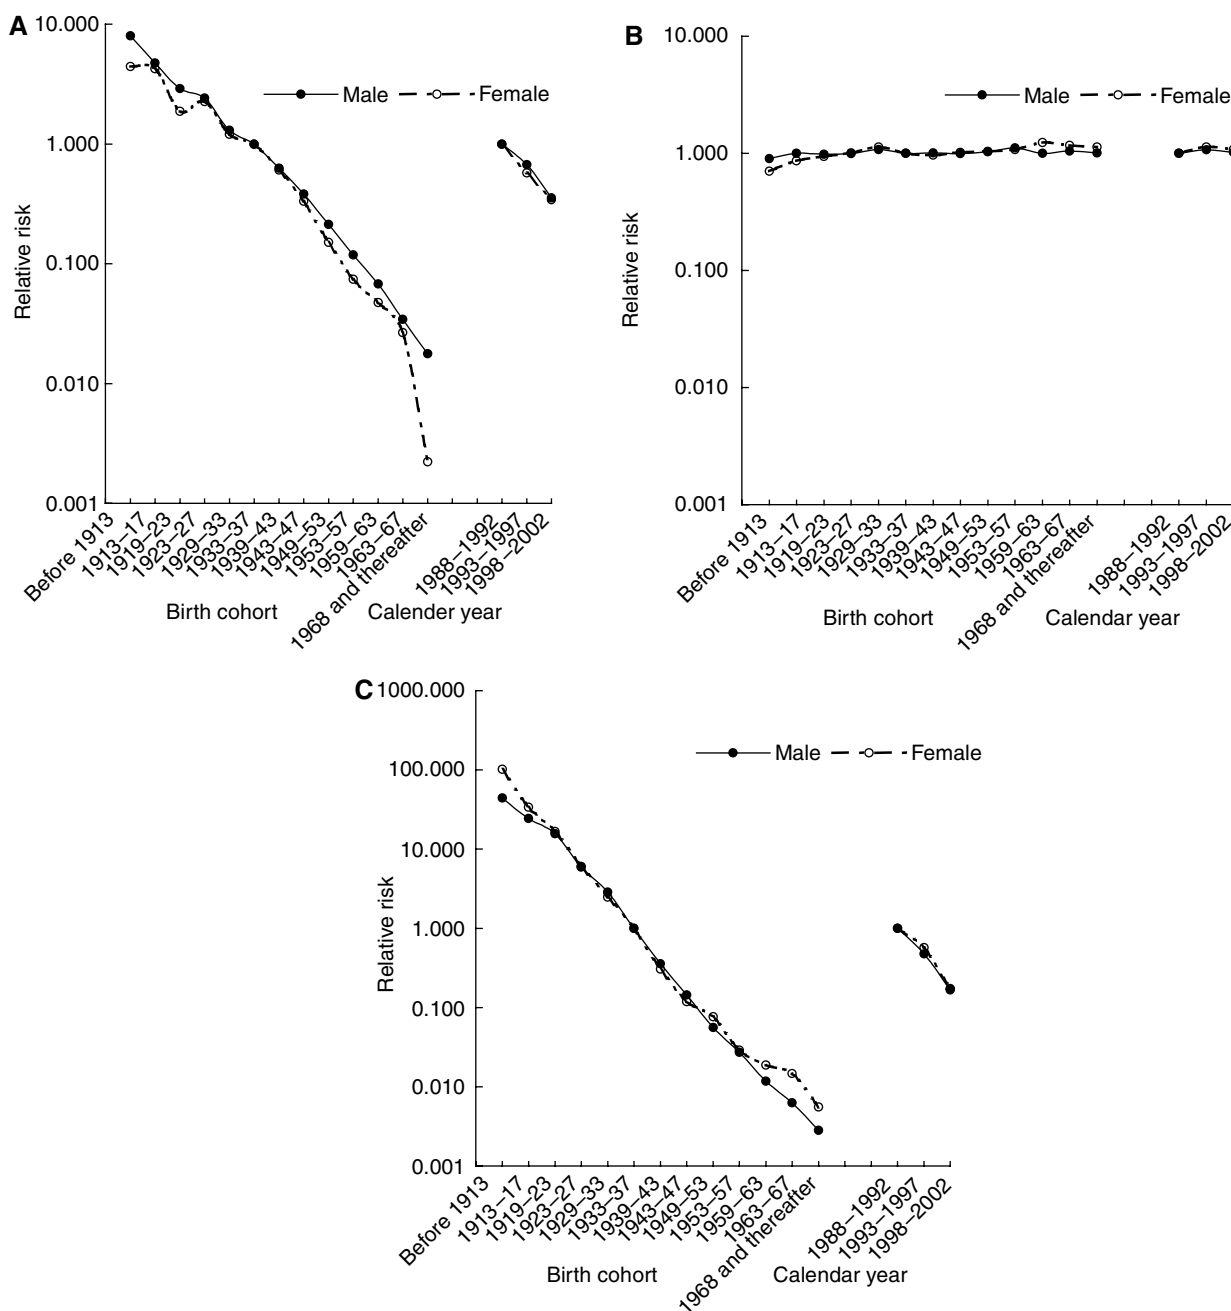 A
10.000
1.000
0.100
0.010
0.001
Relative risk
Male
Female
Before 1913
1913–17
1919–23
1923–27
1929–33
1933–37
1939–43
1943–47
1949–53
1953–57
1959–63
1963–67
1968 and thereafter
1988–1992
1993–1997
1998–2002
Birth cohort
Calender year
B
10.000
1.000
0.100
0.010
0.001
Relative risk
Male
Female
Before 1913
1913–17
1919–23
1923–27
1929–33
1933–37
1939–43
1943–47
1949–53
1953–57
1959–63
1963–67
1968 and thereafter
1988–1992
1993–1997
1998–2002
Birth cohort
Calendar year
C
1000.000
100.000
10.000
1.000
0.100
0.010
0.001
Relative risk
Male
Female
Before 1913
1913–17
1919–23
1923–27
1929–33
1933–37
1939–43
1943–47
1949–53
1953–57
1959–63
1963–67
1968 and thereafter
1988–1992
1993–1997
1998–2002
Birth cohort
Calendar year